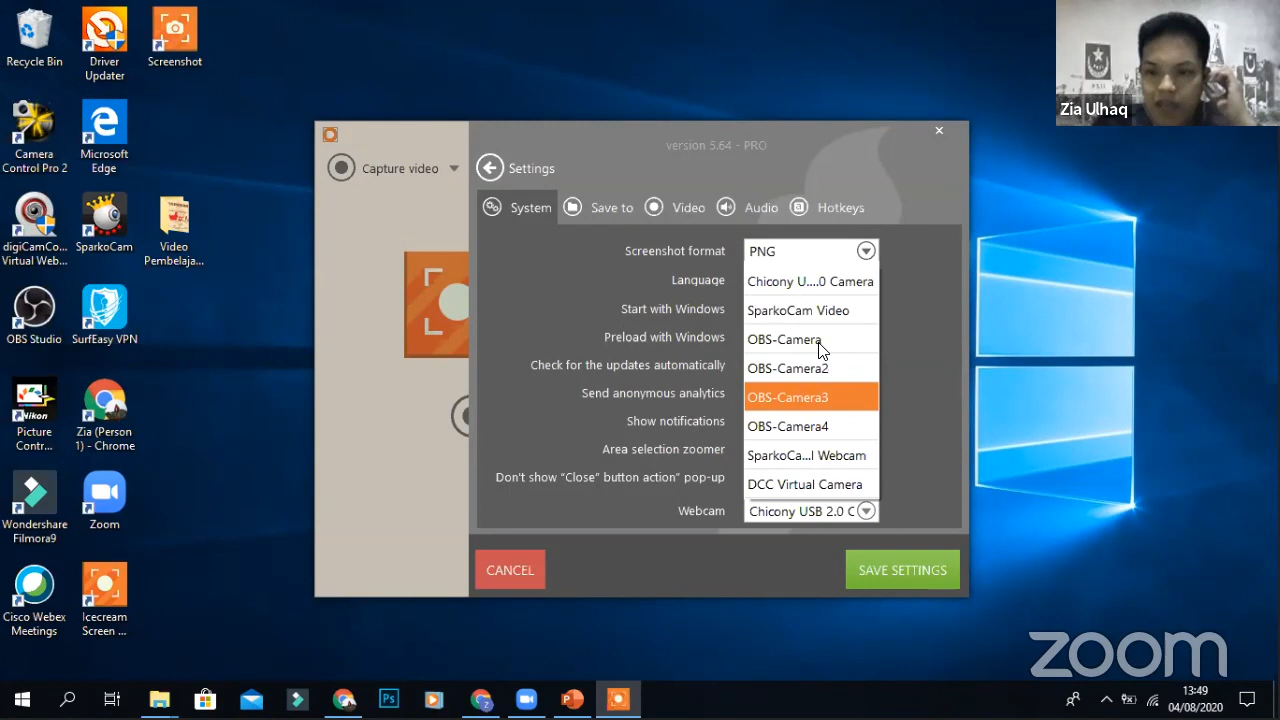 Recycle Bin
Driver
Updater
Screenshot
Camera
Control Pro 2
Microsoft
Edge
digiCamCo...
Virtual Web...
SparkoCam
Video
Pembelaja...
OBS Studio
SurfEasy VPN
Nikon
Picture
Contr...
Zia (Person
1) - Chrome
Wondershare
Filmora9
Zoom
Cisco Webex
Meetings
Icecream
Screen ...
version 5.64 - PRO
Capture video
Settings
System
Save to
Video
Audio
Hotkeys
Screenshot format
PNG
Language
Chicony U....0 Camera
Start with Windows
SparkoCam Video
Preload with Windows
OBS-Camera
Check for the updates automatically
OBS-Camera2
Send anonymous analytics
OBS-Camera3
Show notifications
OBS-Camera4
Area selection zoomer
SparkoCa...l Webcam
Don't show "Close" button action" pop-up
DCC Virtual Camera
Webcam
Chicony USB 2.0 C
CANCEL
SAVE SETTINGS
Zia Ulhaq
zoom
13:49
04/08/2020